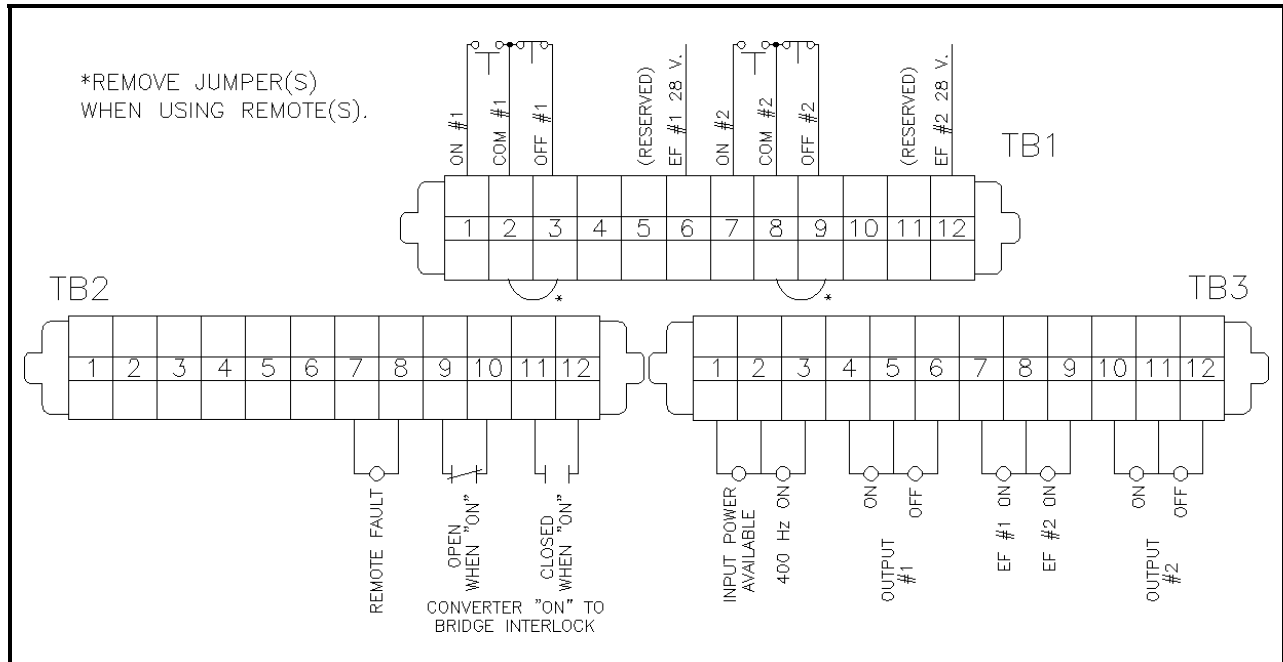 *REMOVE JUMPER(S)
WHEN USING REMOTE(S).
ON #1
COM #1
OFF #1
(RESERVED)
EF #1 28 V.
ON #2
COM #2
OFF #2
(RESERVED)
EF #2 28 V.
TB1
1 2 3 4 5 6 7 8 9 10 11 12
* *
TB2
1 2 3 4 5 6 7 8 9 10 11 12
REMOTE FAULT
OPEN
WHEN "ON"
CLOSED
WHEN "ON"
CONVERTER "ON" TO
BRIDGE INTERLOCK
TB3
1 2 3 4 5 6 7 8 9 10 11 12
INPUT POWER
AVAILABLE
400 Hz ON
ON
OFF
OUTPUT
#1
EF #1 ON
EF #2 ON
ON
OFF
OUTPUT
#2